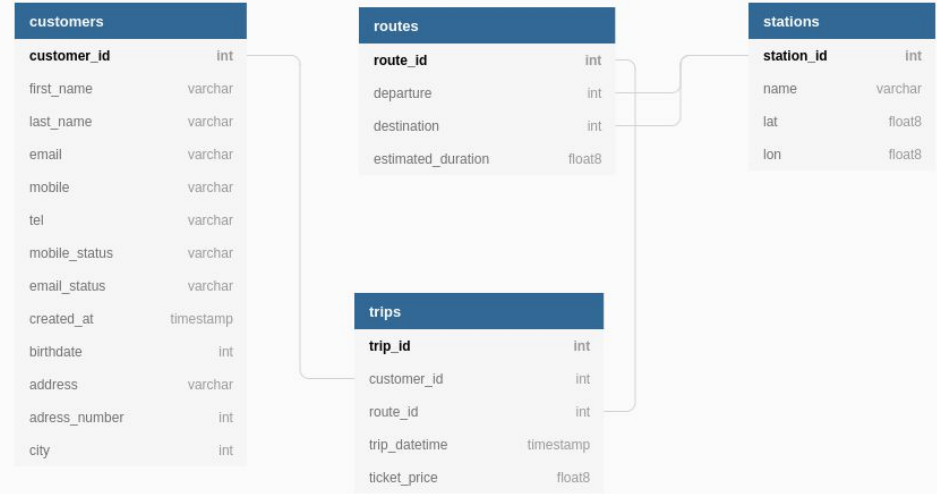 customers
customer_id int
first_name varchar
last_name varchar
email varchar
mobile varchar
tel varchar
mobile_status varchar
email_status varchar
created_at timestamp
birthdate int
address varchar
adress_number int
city int
routes
route_id int
departure int
destination int
estimated_duration float8
stations
station_id int
name varchar
lat float8
lon float8
trips
trip_id int
customer_id int
route_id int
trip_datetime timestamp
ticket_price float8